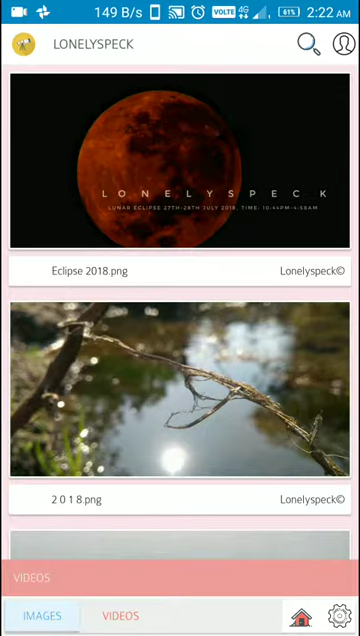 149 B/s VOLTE 4G 61% 2:22 AM
LONELYSPECK
LONELYSPECK
LUNAR ECLIPSE 27TH-28TH JULY 2018, TIME: 10:44PM-4:58AM
Eclipse 2018.png Lonelyspeck©
2 0 1 8.png Lonelyspeck©
VIDEOS
IMAGES VIDEOS